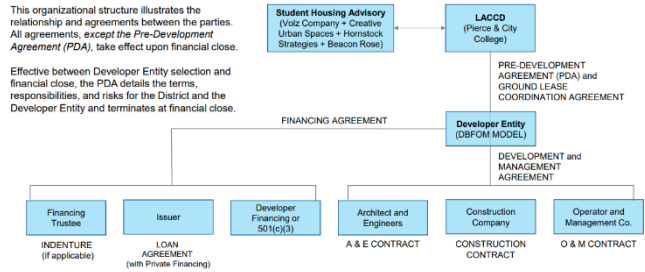 This organizational structure illustrates the
relationship and agreements between the parties.
All agreements, except the Pre-Development
Agreement (PDA), take effect upon financial close.
Effective between Developer Entity selection and
financial close, the PDA details the terms,
responsibilities, and risks for the District and the
Developer Entity and terminates at financial close.
Student Housing Advisory
(Volz Company + Creative
Urban Spaces + Hornstock
Strategies + Beacon Rose)
LACCD
(Pierce & City
College)
PRE-DEVELOPMENT
AGREEMENT (PDA) and
GROUND LEASE
COORDINATION AGREEMENT
FINANCING AGREEMENT
Developer Entity
(DBFOM MODEL)
DEVELOPMENT and
MANAGEMENT
AGREEMENT
Financing
Trustee
Issuer
Developer
Financing or
501(c)(3)
Architect and
Engineers
Construction
Company
Operator and
Management Co.
INDENTURE
(if applicable)
LOAN
AGREEMENT
(with Private Financing)
A & E CONTRACT
CONSTRUCTION
CONTRACT
O & M CONTRACT